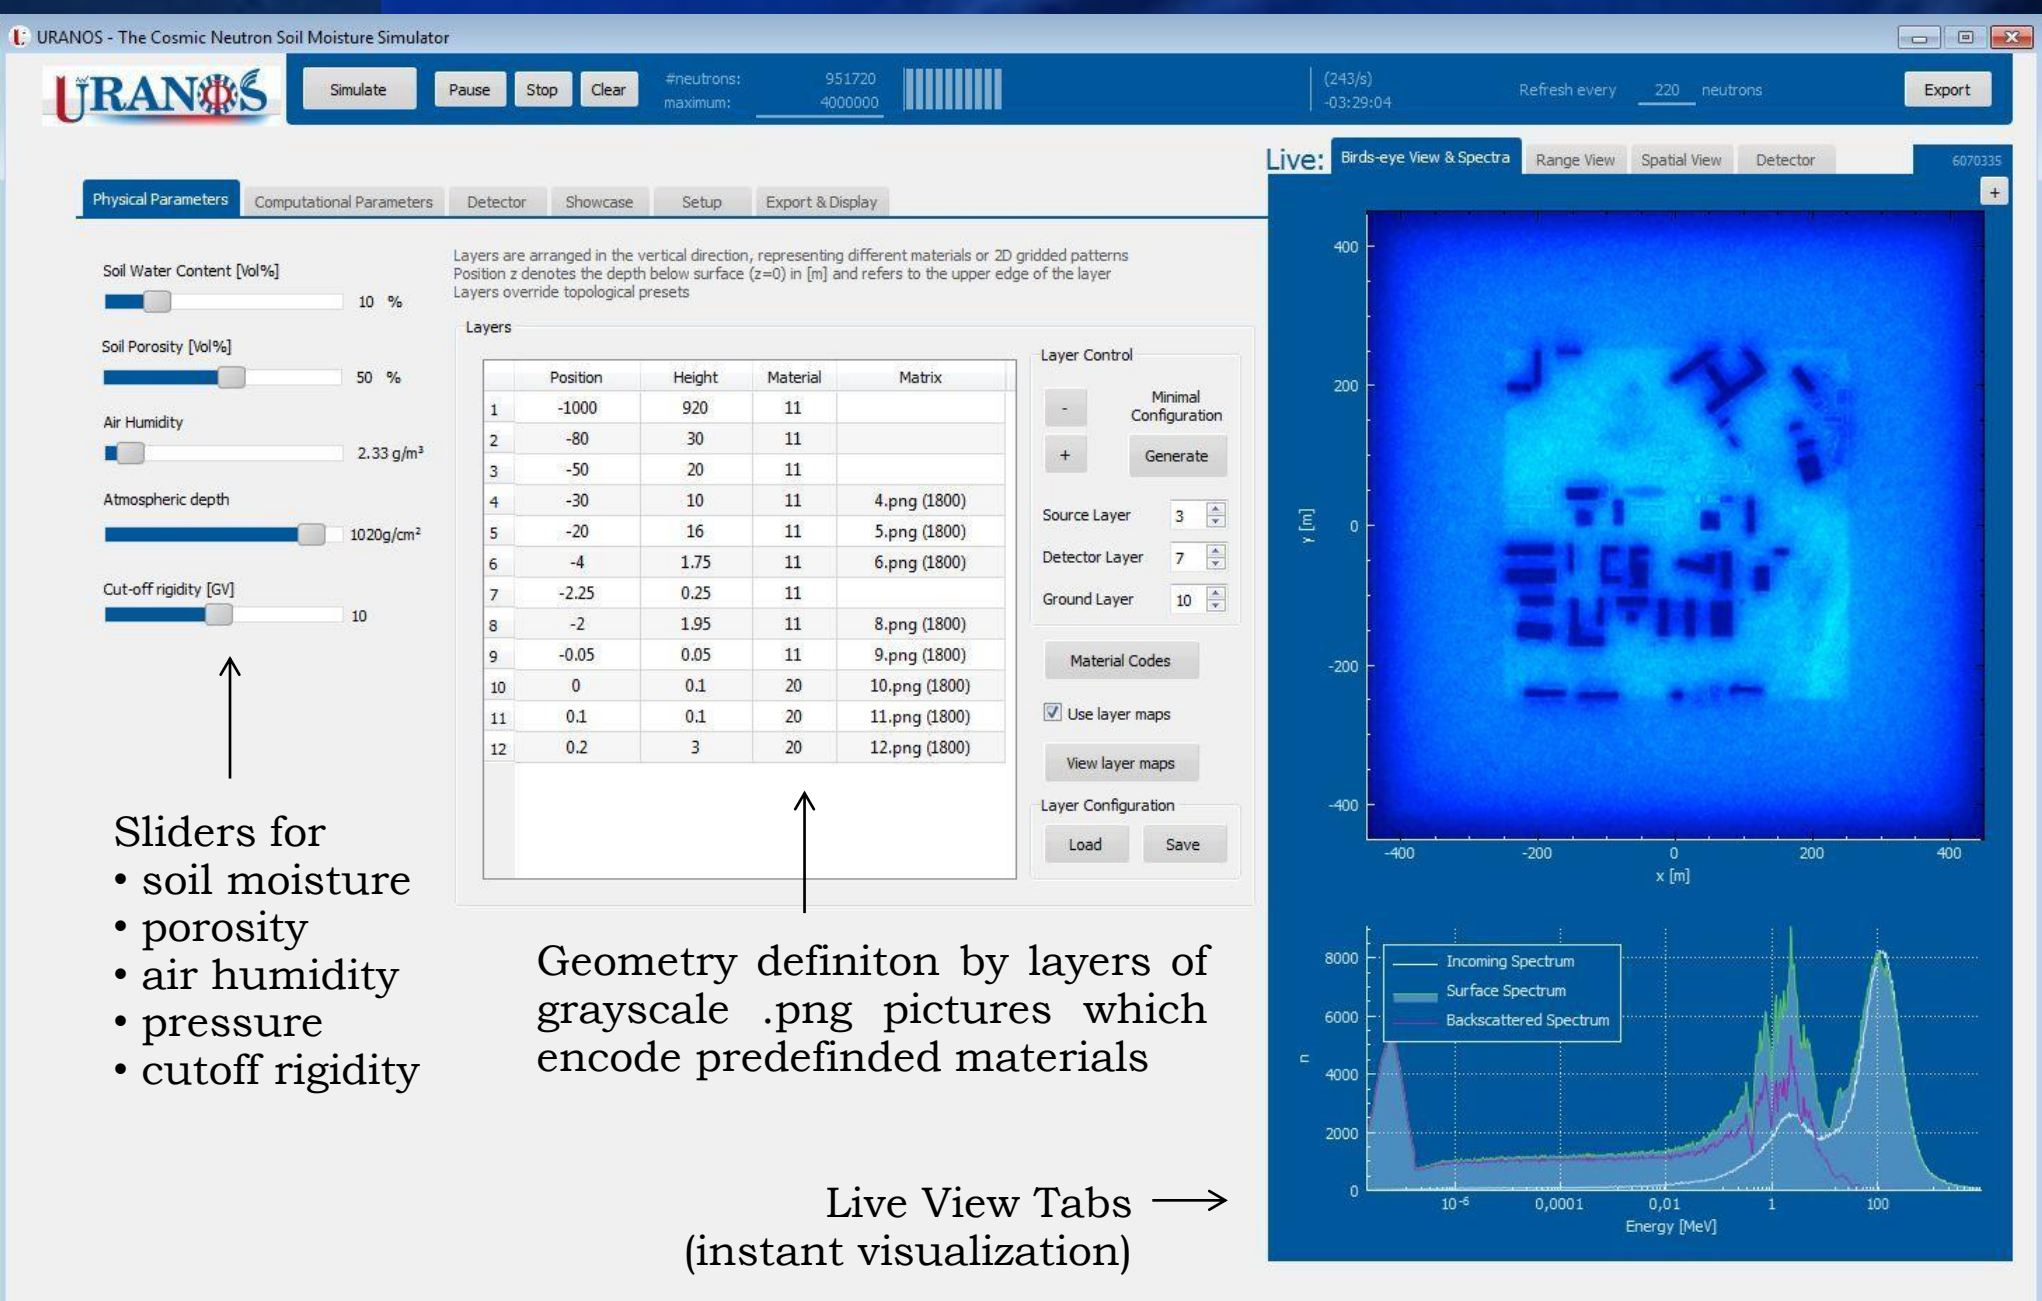 URANOS - The Cosmic Neutron Soil Moisture Simulator
URANOS
Simulate
Pause
Stop
Clear
#neutrons: 951720
maximum: 4000000
(243/s)
-03:29:04
Refresh every 220 neutrons
Export
Live:
Birds-eye View & Spectra
Range View
Spatial View
Detector
6070335
+
Physical Parameters
Computational Parameters
Detector
Showcase
Setup
Export & Display
Soil Water Content [Vol%]
10 %
Soil Porosity [Vol%]
50 %
Air Humidity
2.33 g/m³
Atmospheric depth
1020g/cm²
Cut-off rigidity [GV]
10
Layers are arranged in the vertical direction, representing different materials or 2D gridded patterns
Position z denotes the depth below surface (z=0) in [m] and refers to the upper edge of the layer
Layers override topological presets
Layers
Position Height Material Matrix
1 -1000 920 11
2 -80 30 11
3 -50 20 11
4 -30 10 11 4.png (1800)
5 -20 16 11 5.png (1800)
6 -4 1.75 11 6.png (1800)
7 -2.25 0.25 11
8 -2 1.95 11 8.png (1800)
9 -0.05 0.05 11 9.png (1800)
10 0 0.1 20 10.png (1800)
11 0.1 0.1 20 11.png (1800)
12 0.2 3 20 12.png (1800)
Layer Control
-
Minimal
Configuration
+
Generate
Source Layer 3
Detector Layer 7
Ground Layer 10
Material Codes
Use layer maps
View layer maps
Layer Configuration
Load
Save
400
200
0
-200
-400
y [m]
-400 -200 0 200 400
x [m]
8000
6000
4000
2000
0
n
Incoming Spectrum
Surface Spectrum
Backscattered Spectrum
10⁻⁶ 0,0001 0,01 1 100
Energy [MeV]
Sliders for
• soil moisture
• porosity
• air humidity
• pressure
• cutoff rigidity
Geometry definiton by layers of
grayscale .png pictures which
encode predefinded materials
Live View Tabs
(instant visualization)